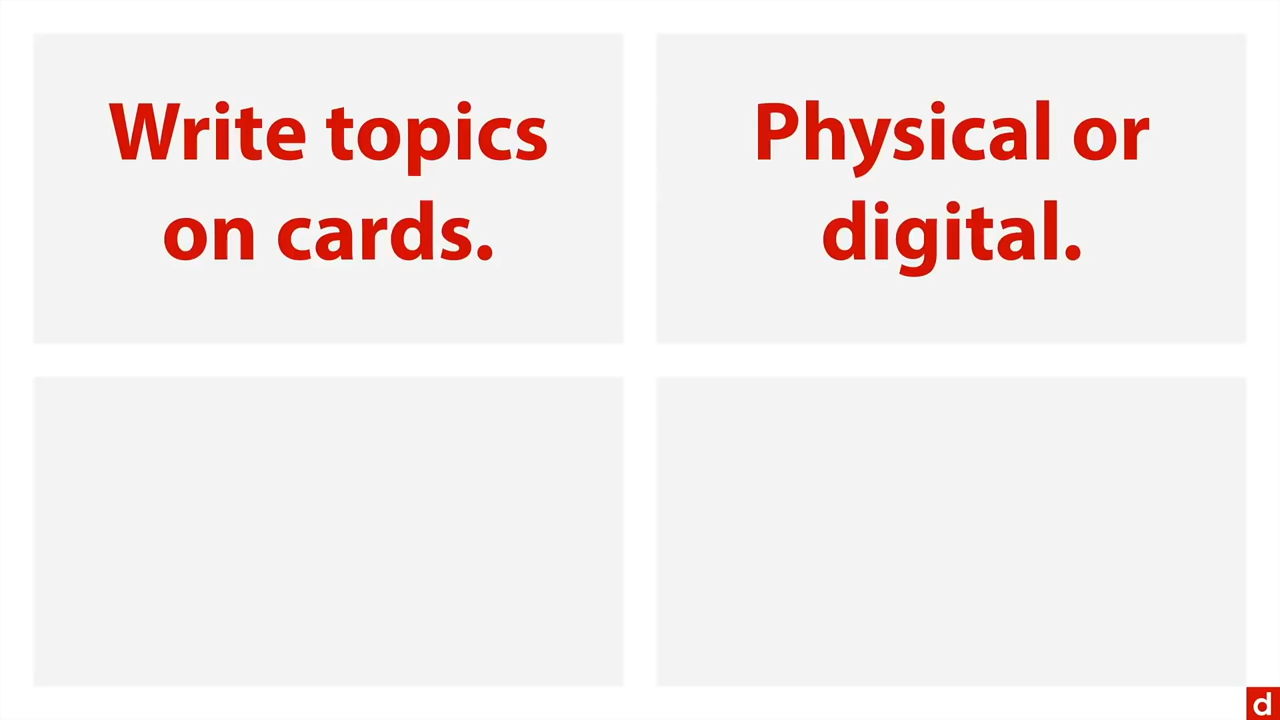 Write topics
on cards.
Physical or
digital.
d